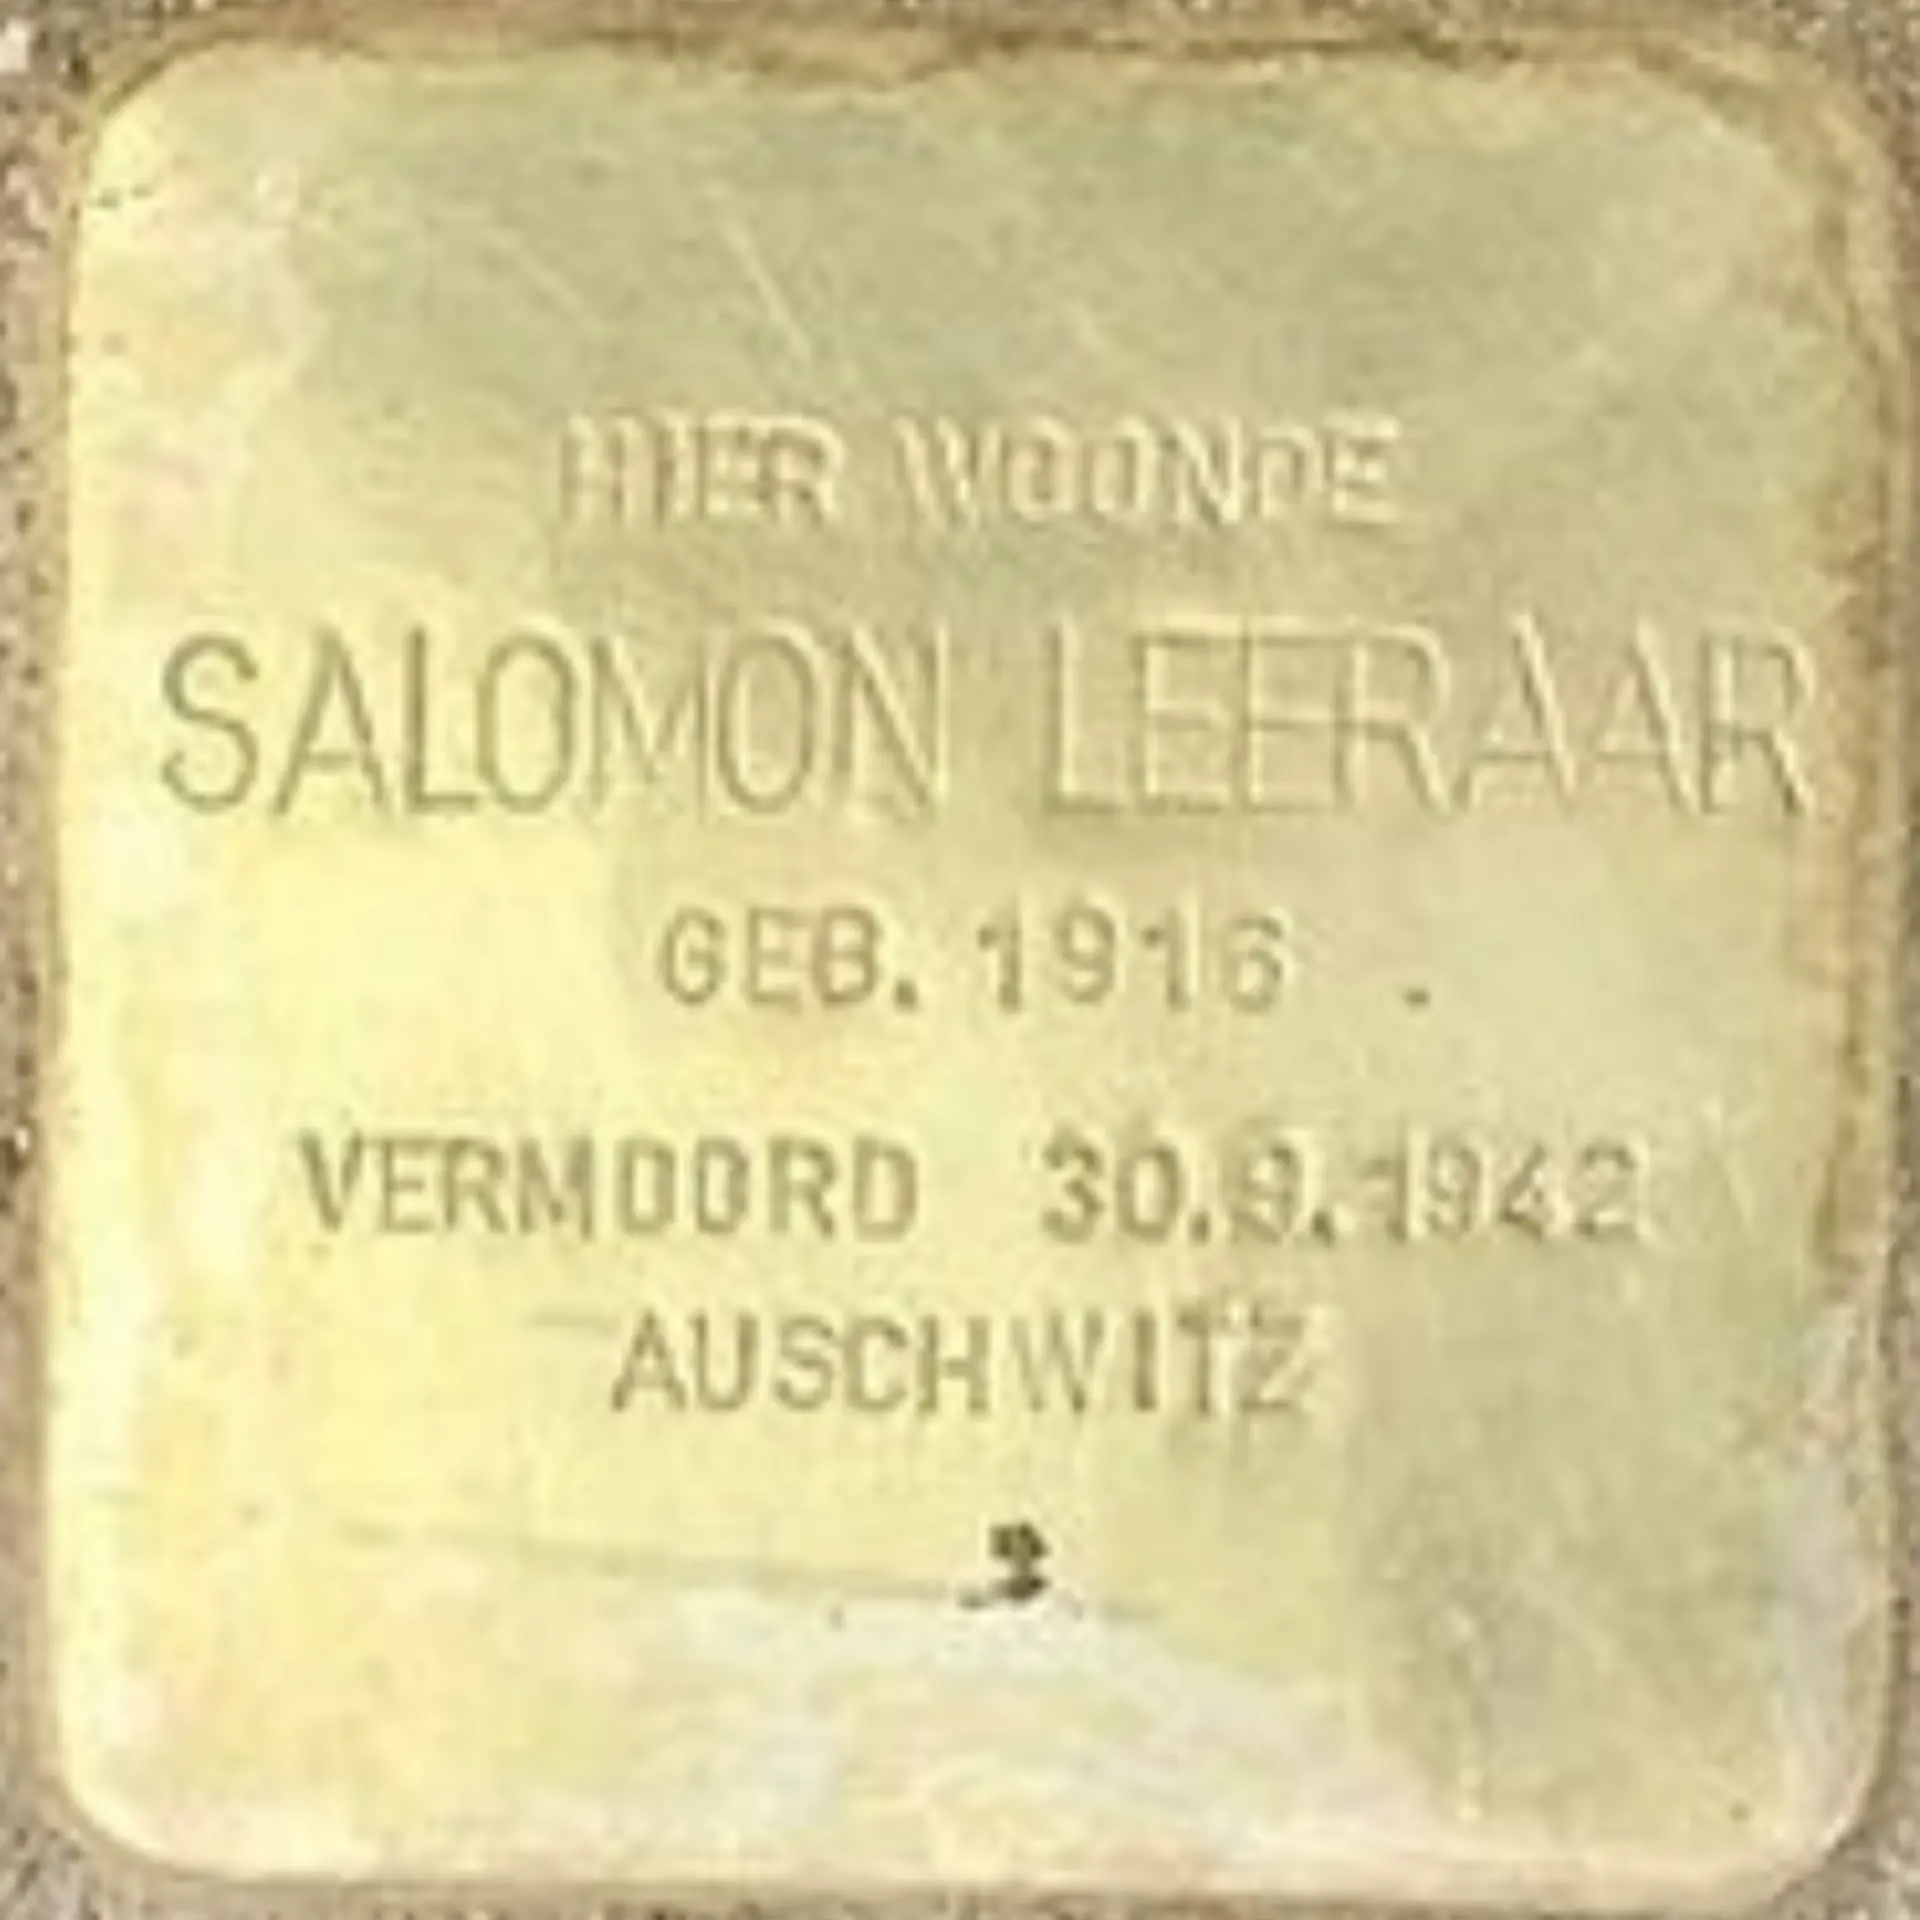 HIER WOONDE
SALOMON LEERAAR
GEB. 1916
VERMOORD 30.9.1942
AUSCHWITZ